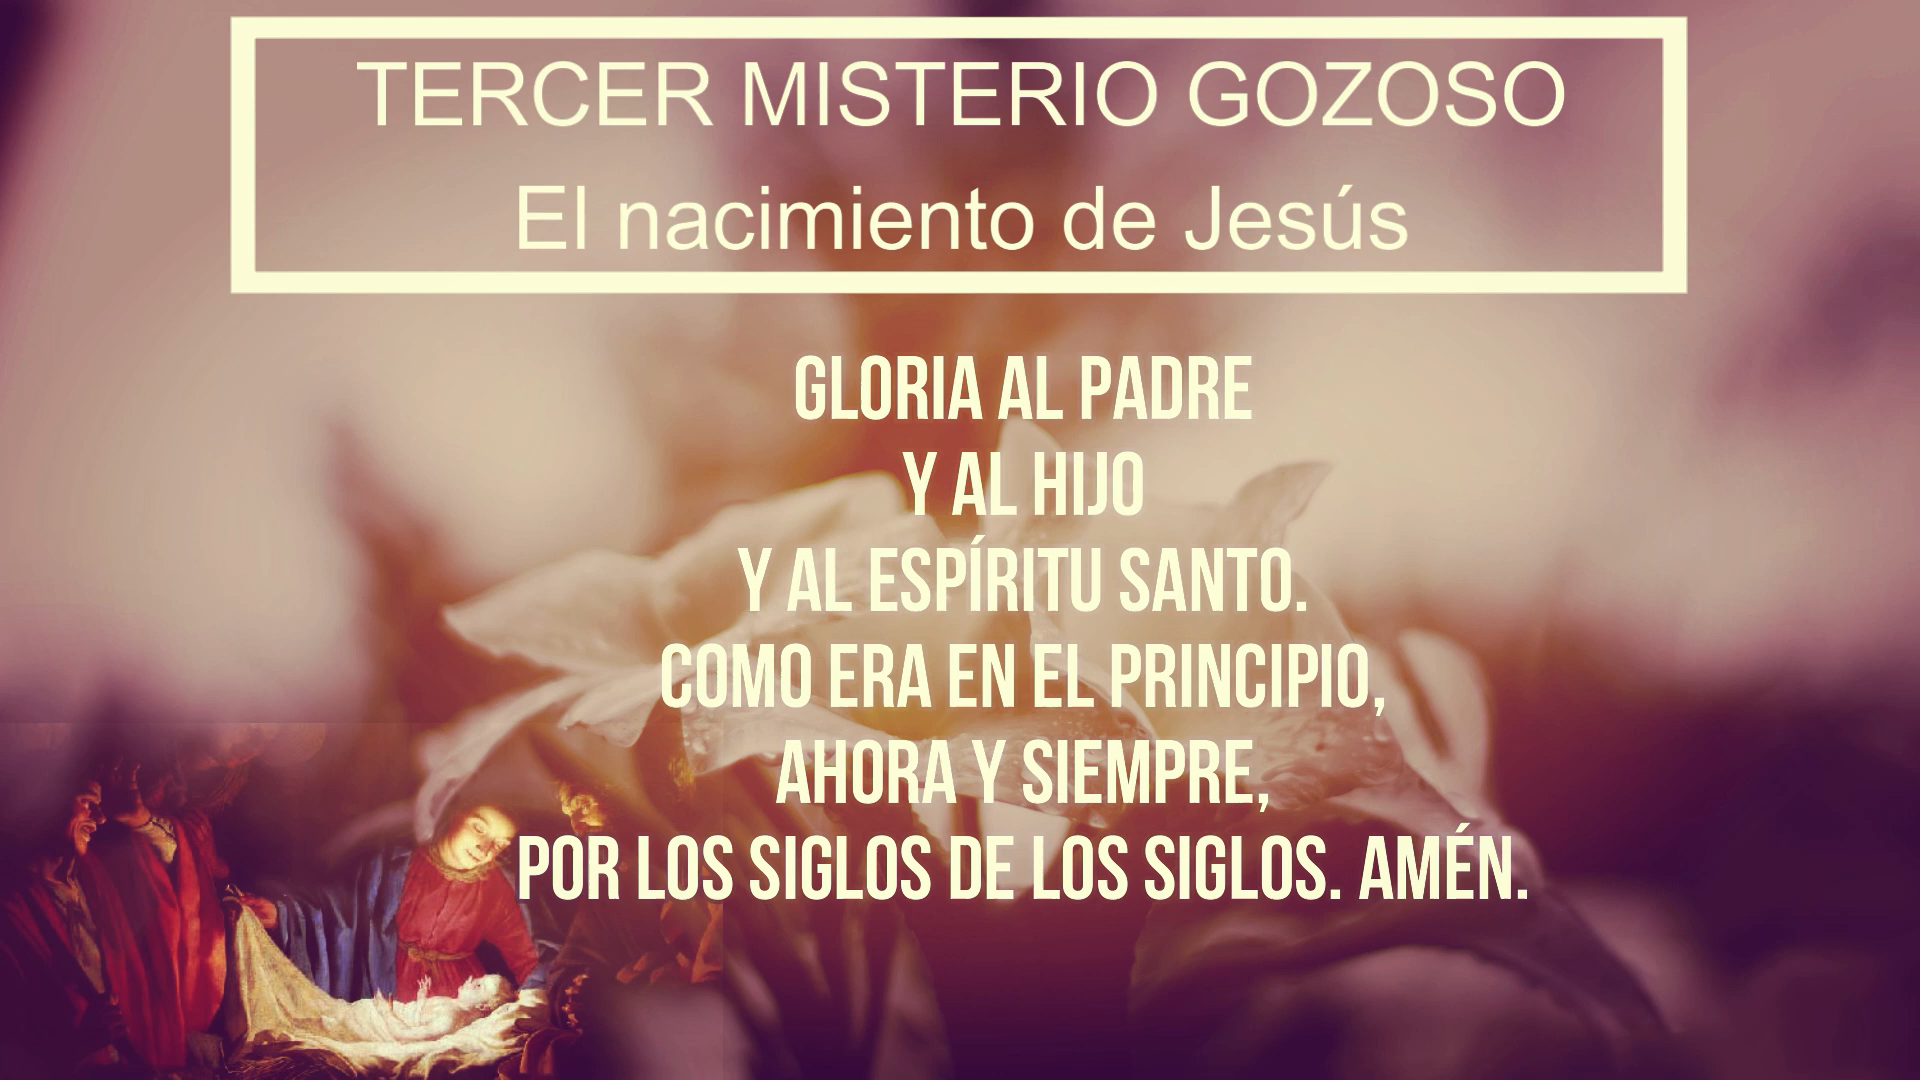 TERCER MISTERIO GOZOSO
El nacimiento de Jesús
GLORIA AL PADRE
Y AL HIJO
Y AL ESPÍRITU SANTO.
COMO ERA EN EL PRINCIPIO,
AHORA Y SIEMPRE,
POR LOS SIGLOS DE LOS SIGLOS. AMÉN.